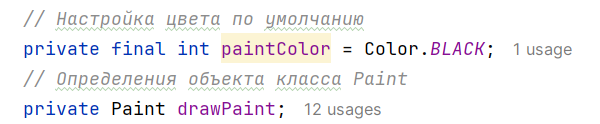 // Настройка цвета по умолчанию
private final int paintColor = Color.BLACK; 1 usage
// Определения объекта класса Paint
private Paint drawPaint; 12 usages